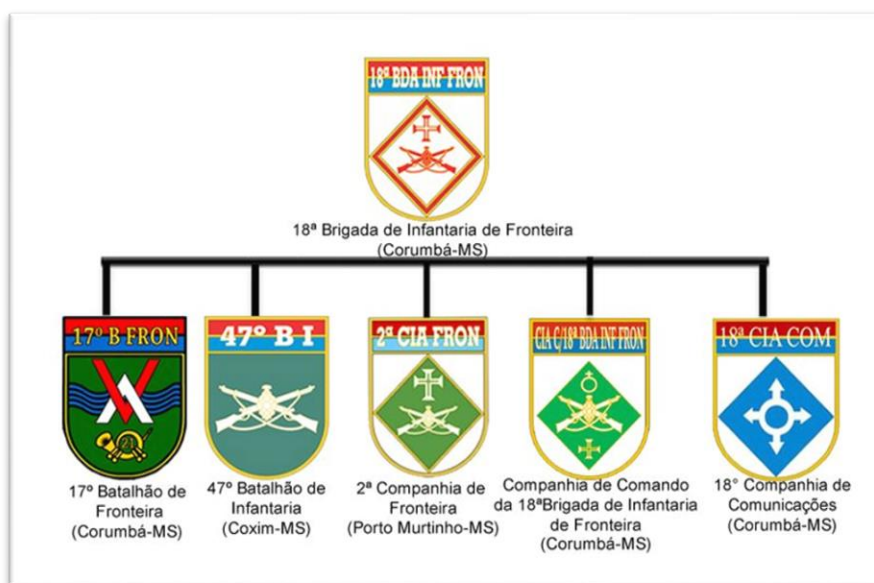 18ª BDA INF FRON
18ª Brigada de Infantaria de Fronteira
(Corumbá-MS)
17º B FRON
21
17º Batalhão de
Fronteira
(Corumbá-MS)
47º B I
47º Batalhão de
Infantaria
(Coxim-MS)
2ª CIA FRON
2ª Companhia de
Fronteira
(Porto Murtinho-MS)
CIA C/18ª BDA INF FRON
Companhia de Comando
da 18ªBrigada de Infantaria
de Fronteira
(Corumbá-MS)
18ª CIA COM
18° Companhia de
Comunicações
(Corumbá-MS)